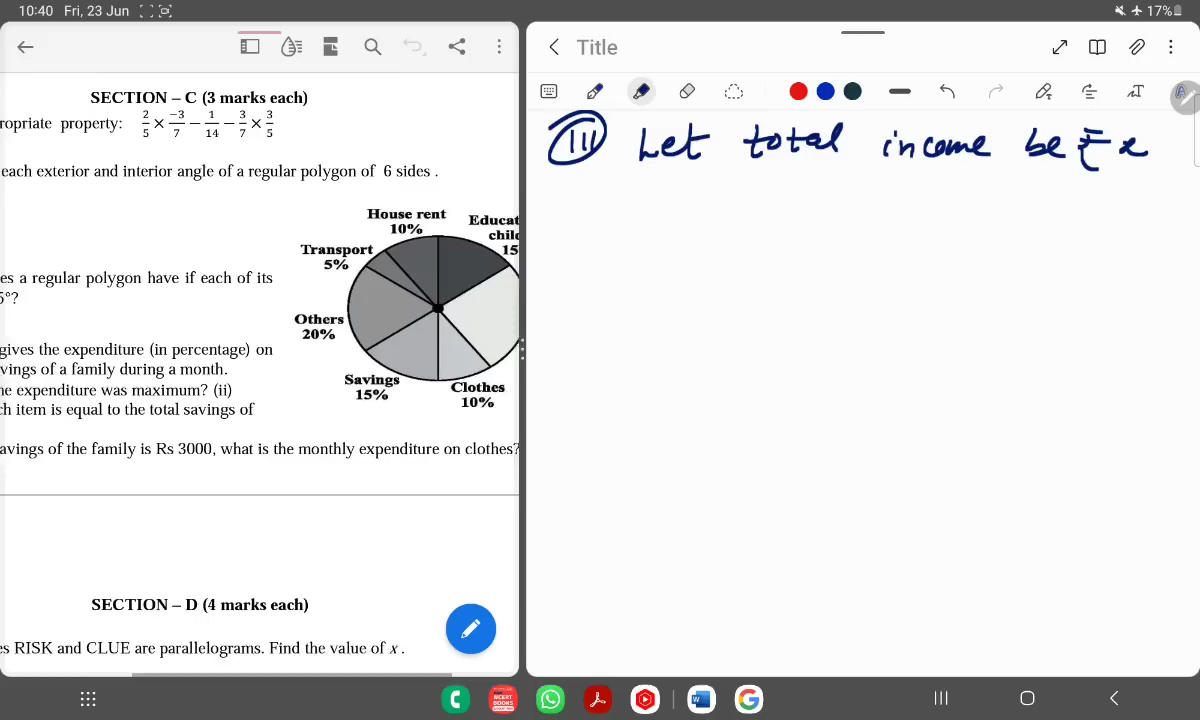 10:40 Fri, 23 Jun 17%
Title
SECTION – C (3 marks each)
ropriate property: 2/5 × -3/7 – 1/14 – 3/7 × 3/5
each exterior and interior angle of a regular polygon of 6 sides .
House rent
10%
Educat
child
15
Transport
5%
es a regular polygon have if each of its
5°?
Others
20%
gives the expenditure (in percentage) on
vings of a family during a month.
ne expenditure was maximum? (ii)
ch item is equal to the total savings of
Savings
15%
Clothes
10%
avings of the family is Rs 3000, what is the monthly expenditure on clothes?
SECTION – D (4 marks each)
es RISK and CLUE are parallelograms. Find the value of x .
(III) Let total income be ₹ x
NCERT
BOOKS